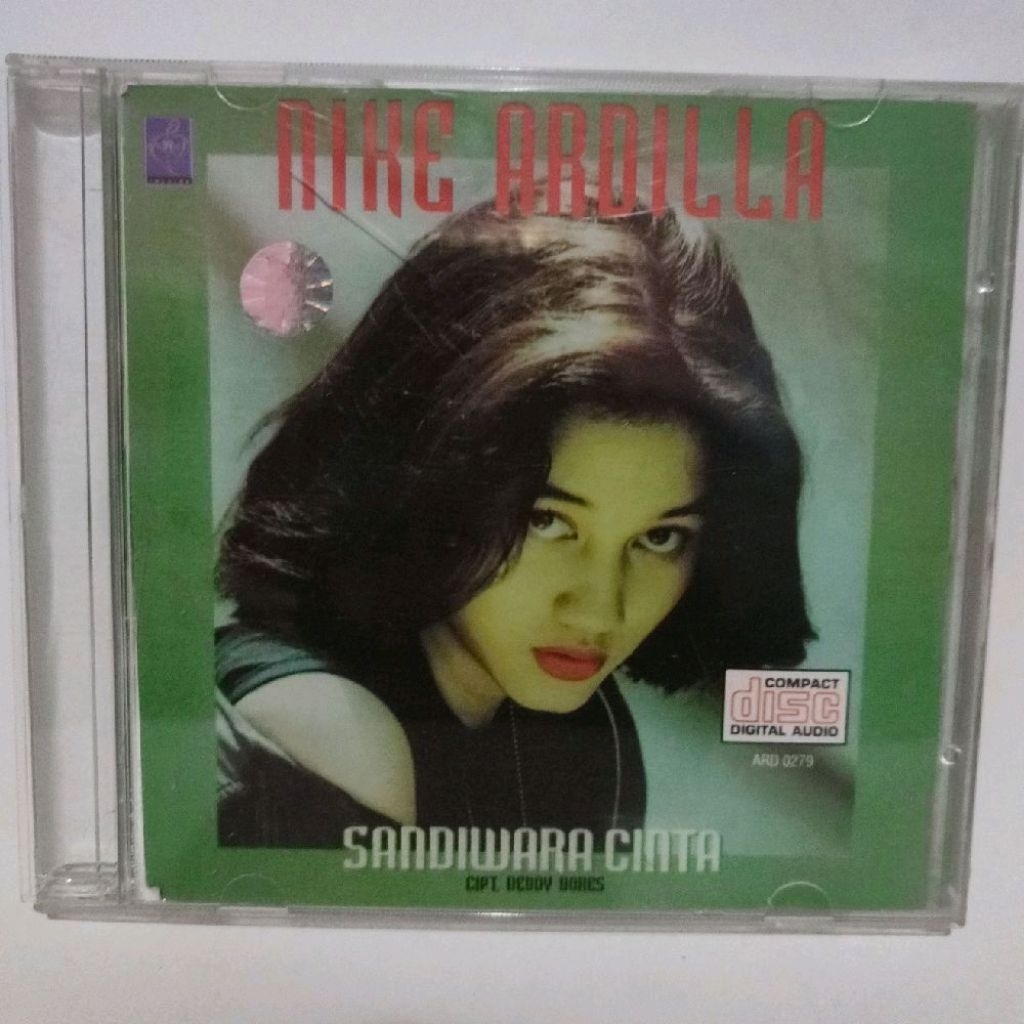 NIKE ARDILLA
COMPACT
disc
DIGITAL AUDIO
ARD 0279
SANDIWARA CINTA
CIPT. DEDDY DORES